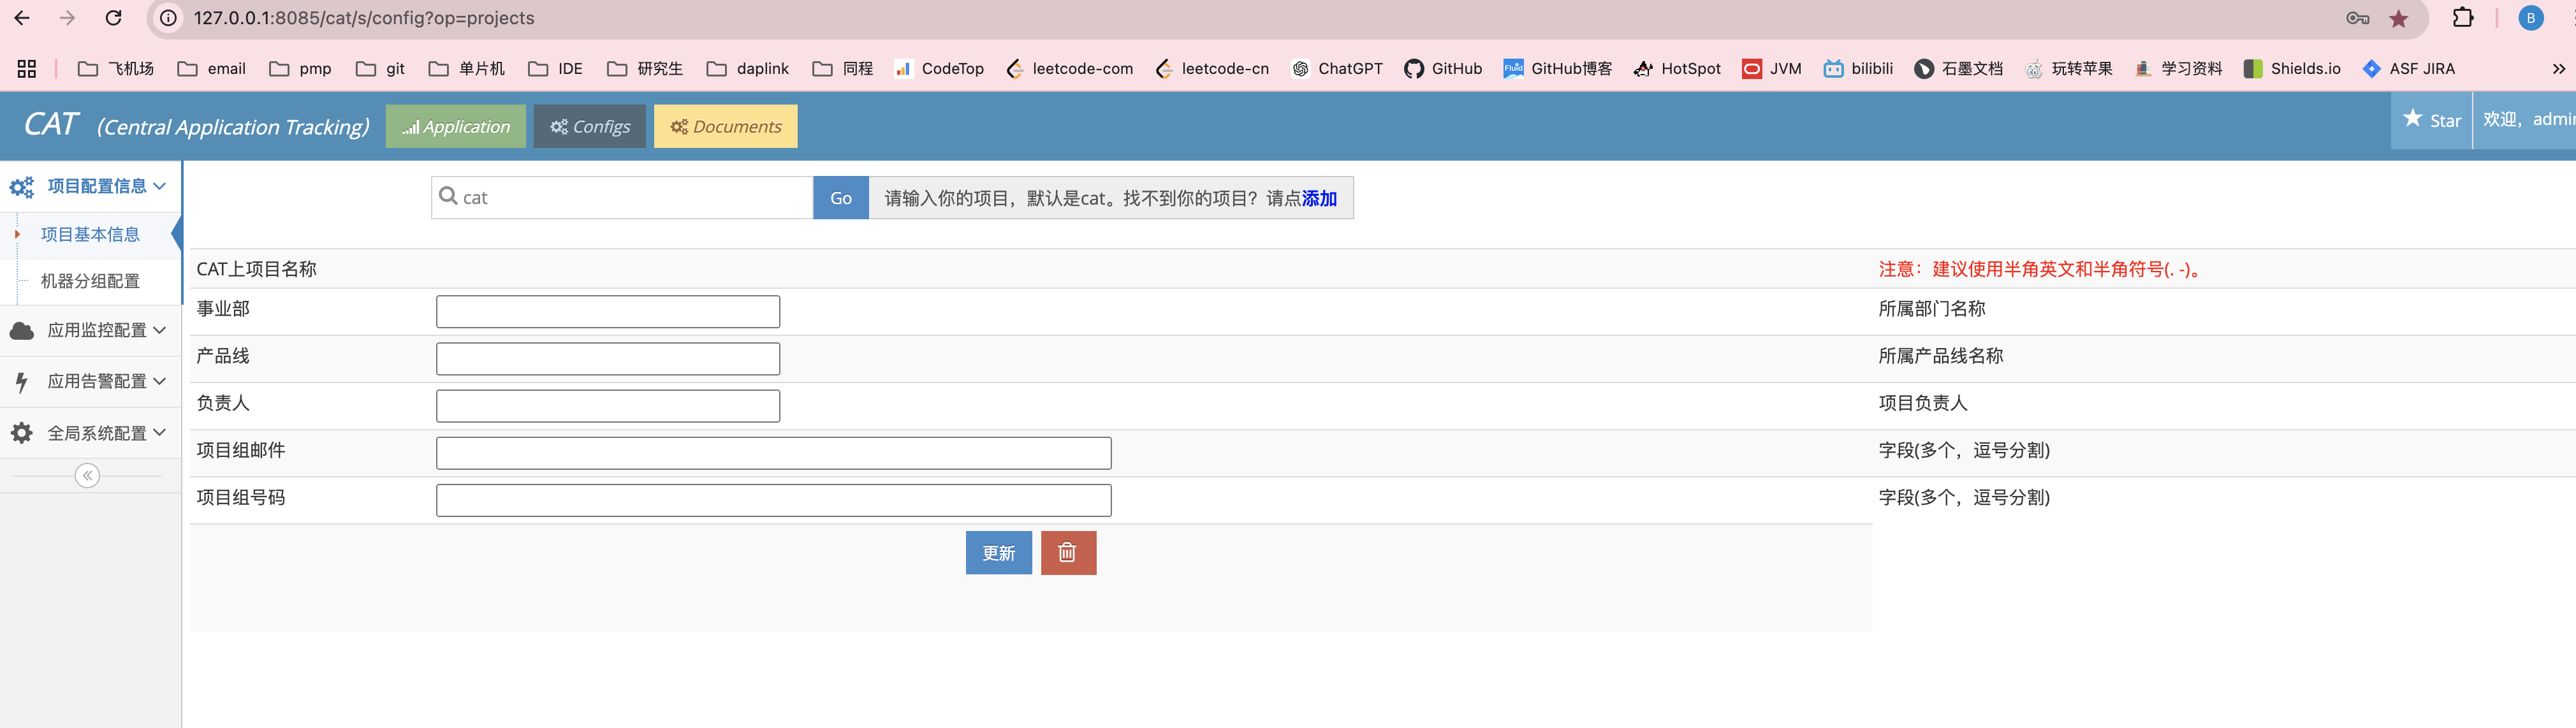 127.0.0.1:8085/cat/s/config?op=projects
B
飞机场 email pmp git 单片机 IDE 研究生 daplink 同程 CodeTop leetcode-com leetcode-cn ChatGPT GitHub Fluid GitHub博客 HotSpot JVM bilibili 石墨文档 玩转苹果 学习资料 Shields.io ASF JIRA
CAT (Central Application Tracking) Application Configs Documents Star 欢迎，admin
项目配置信息
项目基本信息
机器分组配置
应用监控配置
应用告警配置
全局系统配置
cat Go 请输入你的项目，默认是cat。找不到你的项目？请点添加
CAT上项目名称 注意：建议使用半角英文和半角符号(. -)。
事业部 所属部门名称
产品线 所属产品线名称
负责人 项目负责人
项目组邮件 字段(多个，逗号分割)
项目组号码 字段(多个，逗号分割)
更新